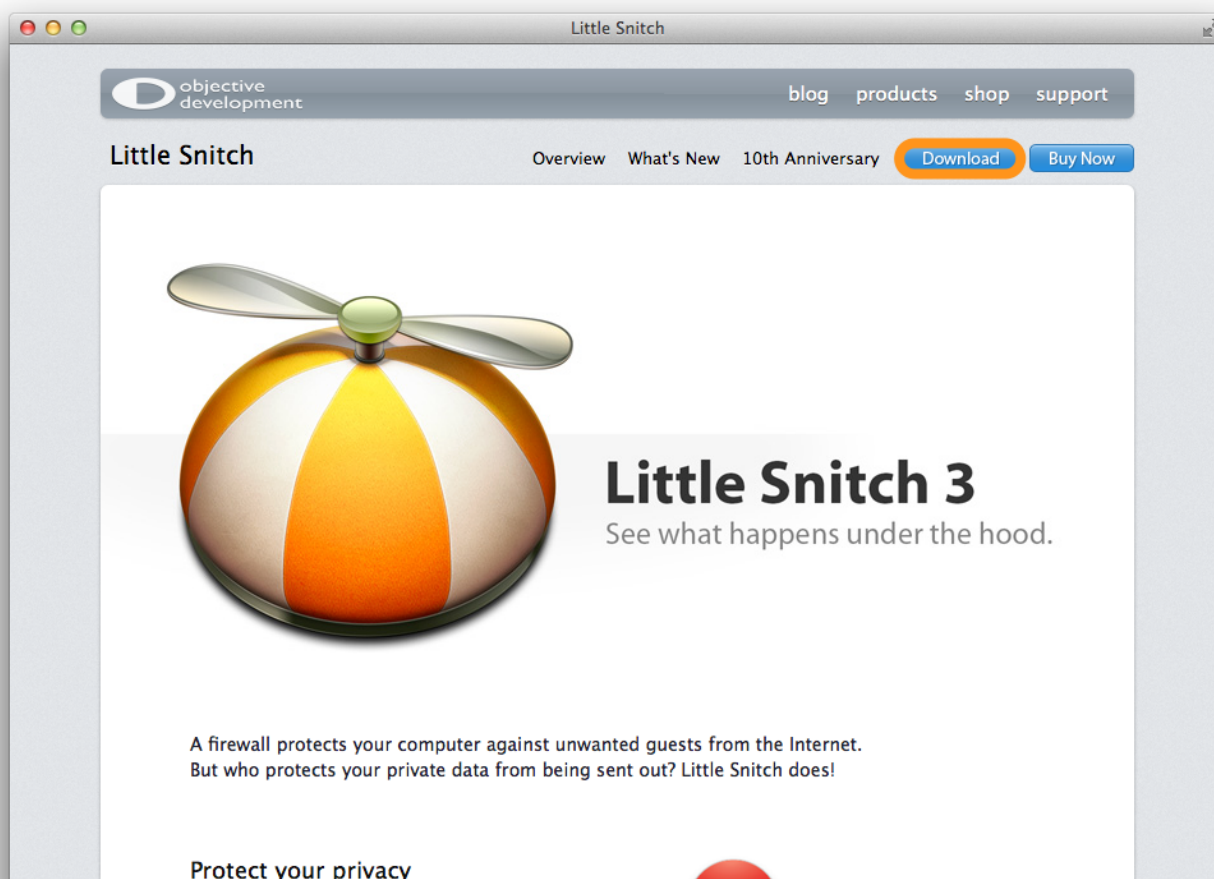 Little Snitch
objective
development
blog products shop support
Little Snitch
Overview What's New 10th Anniversary Download Buy Now
Little Snitch 3
See what happens under the hood.
A firewall protects your computer against unwanted guests from the Internet.
But who protects your private data from being sent out? Little Snitch does!
Protect your privacy